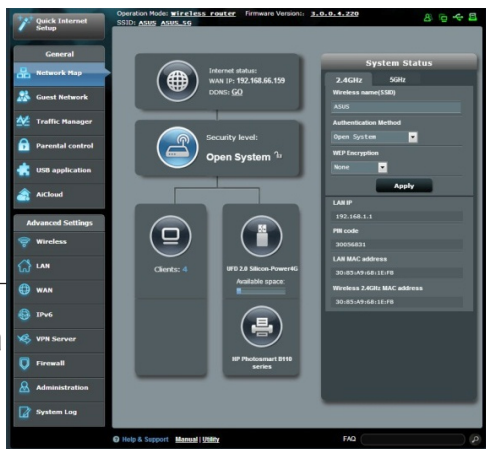 Quick Internet
Setup
Operation Mode: Wireless router Firmware Version: 3.0.0.4.220
SSID: ASUS ASUS_5G
General
Network Map
Guest Network
Traffic Manager
Parental control
USB application
AiCloud
Advanced Settings
Wireless
LAN
WAN
IPv6
VPN Server
Firewall
Administration
System Log
Internet status:
WAN IP: 192.168.66.159
DDNS: GO
Security level:
Open System
Clients: 4
UFD 2.0 Silicon-Power4G
Available space:
HP Photosmart B110
series
System Status
2.4GHz 5GHz
Wireless name(SSID)
ASUS
Authentication Method
Open System
WEP Encryption
None
Apply
LAN IP
192.168.1.1
PIN code
30056831
LAN MAC address
30:85:A9:68:1E:F8
Wireless 2.4GHz MAC address
30:85:A9:68:1E:F8
Help & Support Manual | Utility FAQ